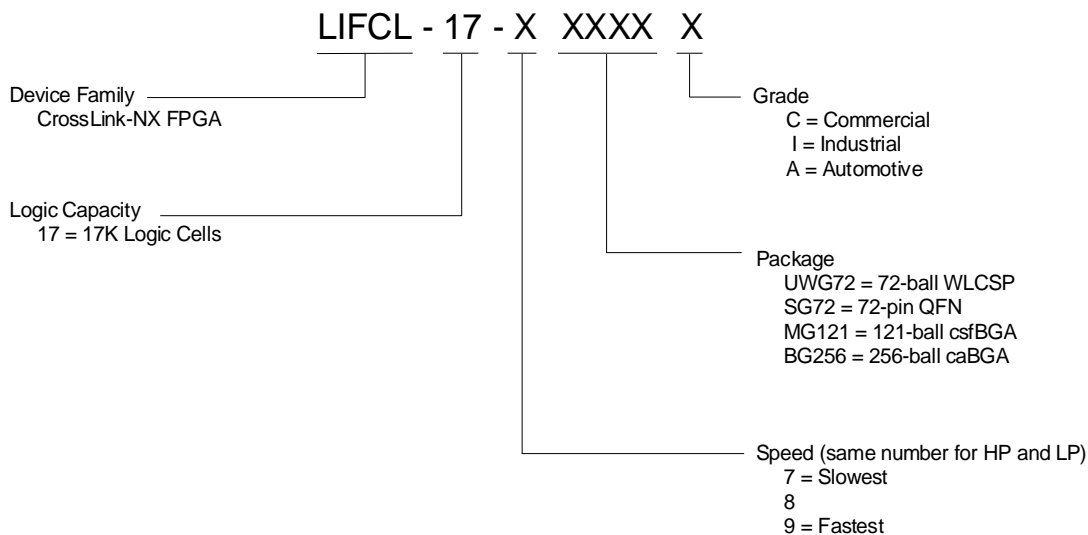 LIFCL - 17 - X XXXX X
Device Family
CrossLink-NX FPGA
Logic Capacity
17 = 17K Logic Cells
Grade
C = Commercial
I = Industrial
A = Automotive
Package
UWG72 = 72-ball WLCSP
SG72 = 72-pin QFN
MG121 = 121-ball csfBGA
BG256 = 256-ball caBGA
Speed (same number for HP and LP)
7 = Slowest
8
9 = Fastest